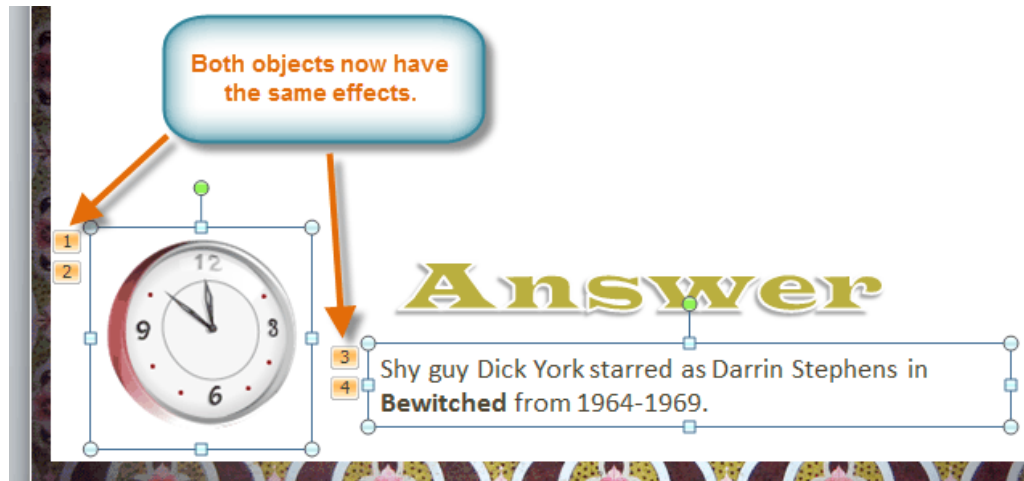 Both objects now have
the same effects.
1
2
12
9
3
6
Answer
3
4
Shy guy Dick York starred as Darrin Stephens in
Bewitched from 1964-1969.